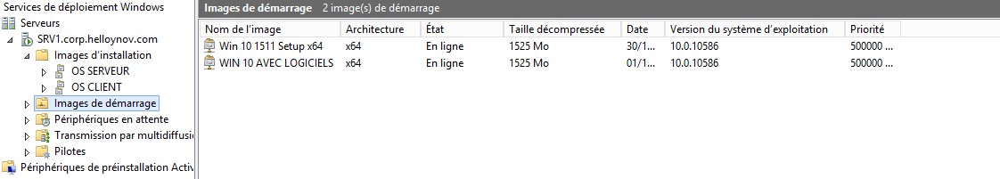 Services de déploiement Windows
Serveurs
SRV1.corp.helloynov.com
Images d'installation
OS SERVEUR
OS CLIENT
Images de démarrage
Périphériques en attente
Transmission par multidiffusi
Pilotes
Périphériques de préinstallation Activ
Images de démarrage 2 image(s) de démarrage
Nom de l'image Architecture État Taille décompressée Date Version du système d'exploitation Priorité
Win 10 1511 Setup x64 x64 En ligne 1525 Mo 30/1... 10.0.10586 500000 ...
WIN 10 AVEC LOGICIELS x64 En ligne 1525 Mo 01/1... 10.0.10586 500000 ...